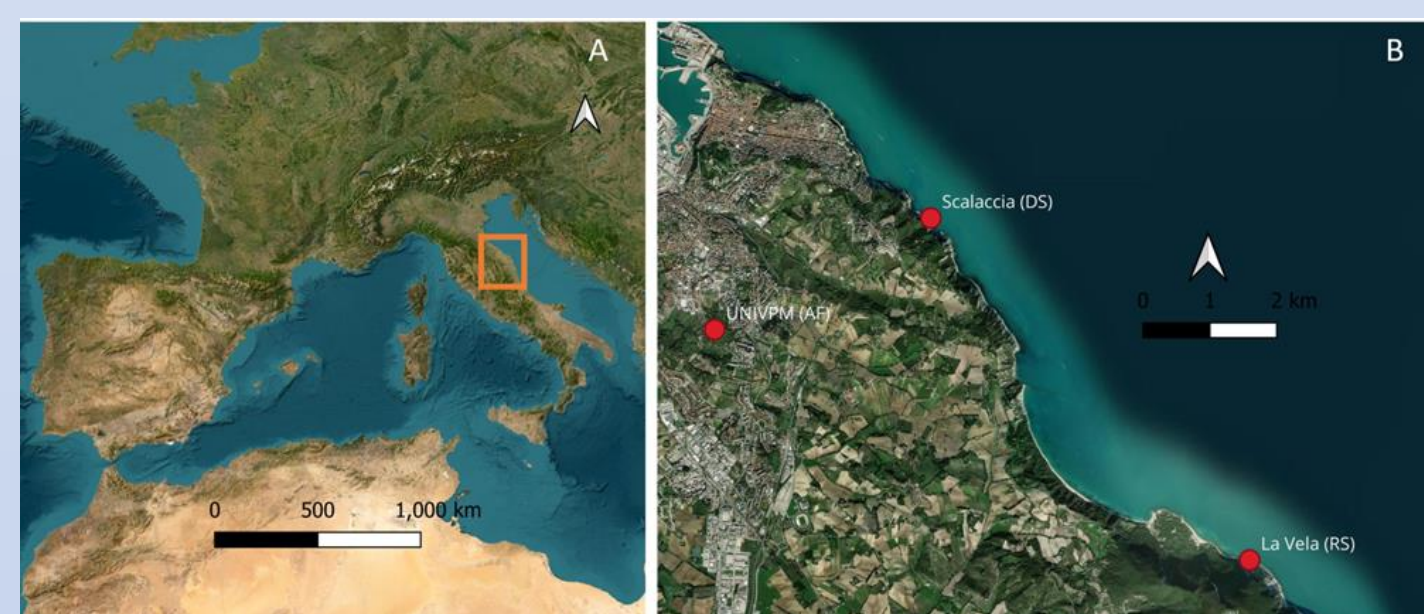 A
0 500 1,000 km
B
Scalaccia (DS)
UNIVPM (AF)
0 1 2 km
La Vela (RS)